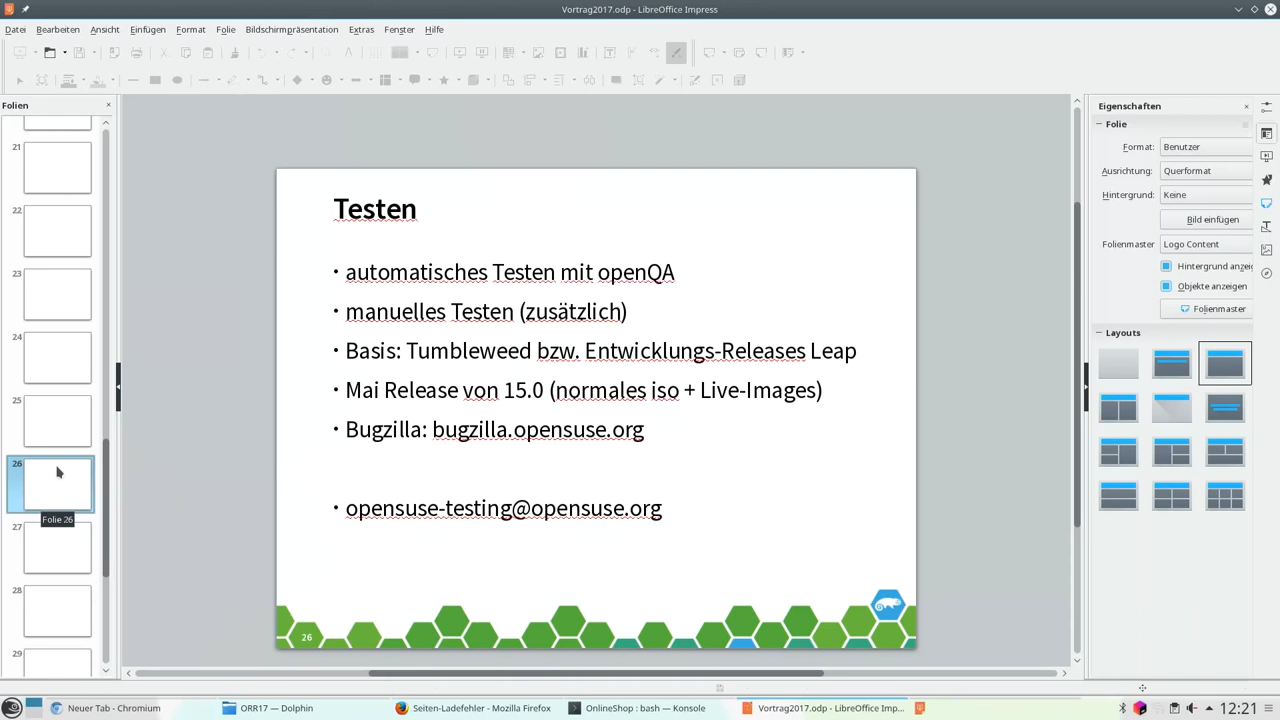 Vortrag2017.odp - LibreOffice Impress
Datei Bearbeiten Ansicht Einfügen Format Folie Bildschirmpräsentation Extras Fenster Hilfe
Folien
21
22
23
24
25
26
Folie 26
27
28
29
Testen
• automatisches Testen mit openQA
• manuelles Testen (zusätzlich)
• Basis: Tumbleweed bzw. Entwicklungs-Releases Leap
• Mai Release von 15.0 (normales iso + Live-Images)
• Bugzilla: bugzilla.opensuse.org
• opensuse-testing@opensuse.org
26
Eigenschaften
Folie
Format: Benutzer
Ausrichtung: Querformat
Hintergrund: Keine
Bild einfügen
Folienmaster Logo Content
Hintergrund anzeig
Objekte anzeigen
Folienmaster
Layouts
Neuer Tab - Chromium
ORR17 — Dolphin
Seiten-Ladefehler - Mozilla Firefox
OnlineShop : bash — Konsole
Vortrag2017.odp - LibreOffice Imp...
12:21